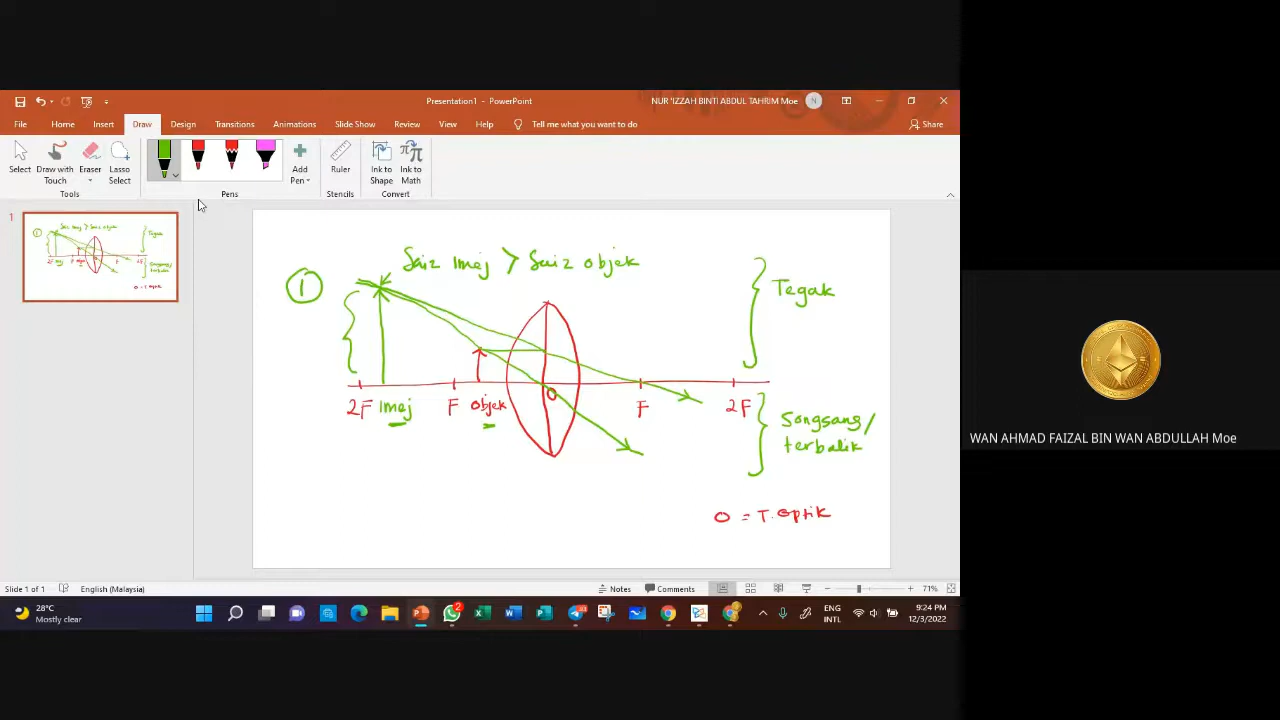 Presentation1 - PowerPoint
NUR 'IZZAH BINTI ABDUL TAHRIM Moe
N
File Home Insert Draw Design Transitions Animations Slide Show Review View Help Tell me what you want to do
Share
Select
Draw with Touch
Eraser
Lasso Select
Add Pen
Ruler
Ink to Shape
Ink to Math
Tools
Pens
Stencils
Convert
1
1
Saiz Imej > Saiz objek
Tegak
2F Imej F objek O F 2F
Songsang/
terbalik
O = T. Optik
WAN AHMAD FAIZAL BIN WAN ABDULLAH Moe
Slide 1 of 1
English (Malaysia)
Notes
Comments
71%
28°C
Mostly clear
2
ENG
INTL
9:24 PM
12/3/2022